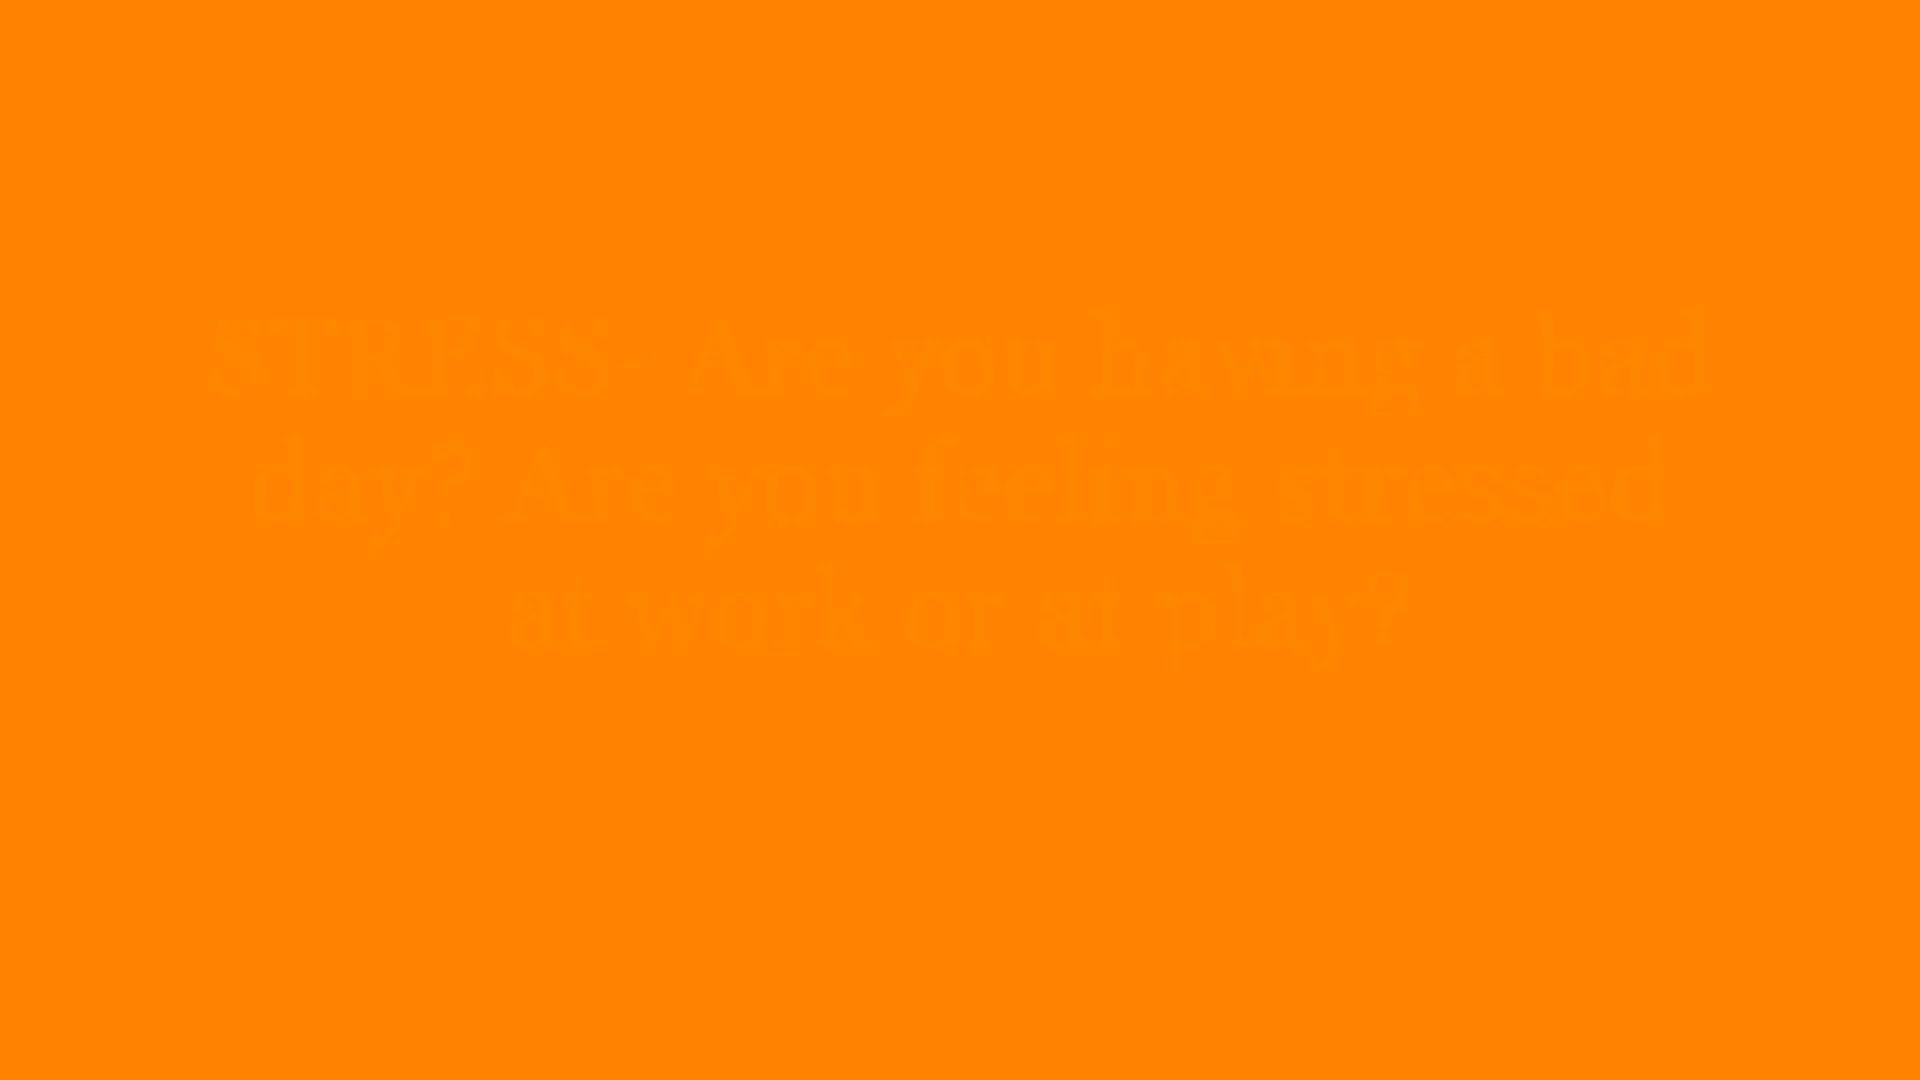 STRESS- Are you having a bad
day? Are you feeling stressed
at work or at play?